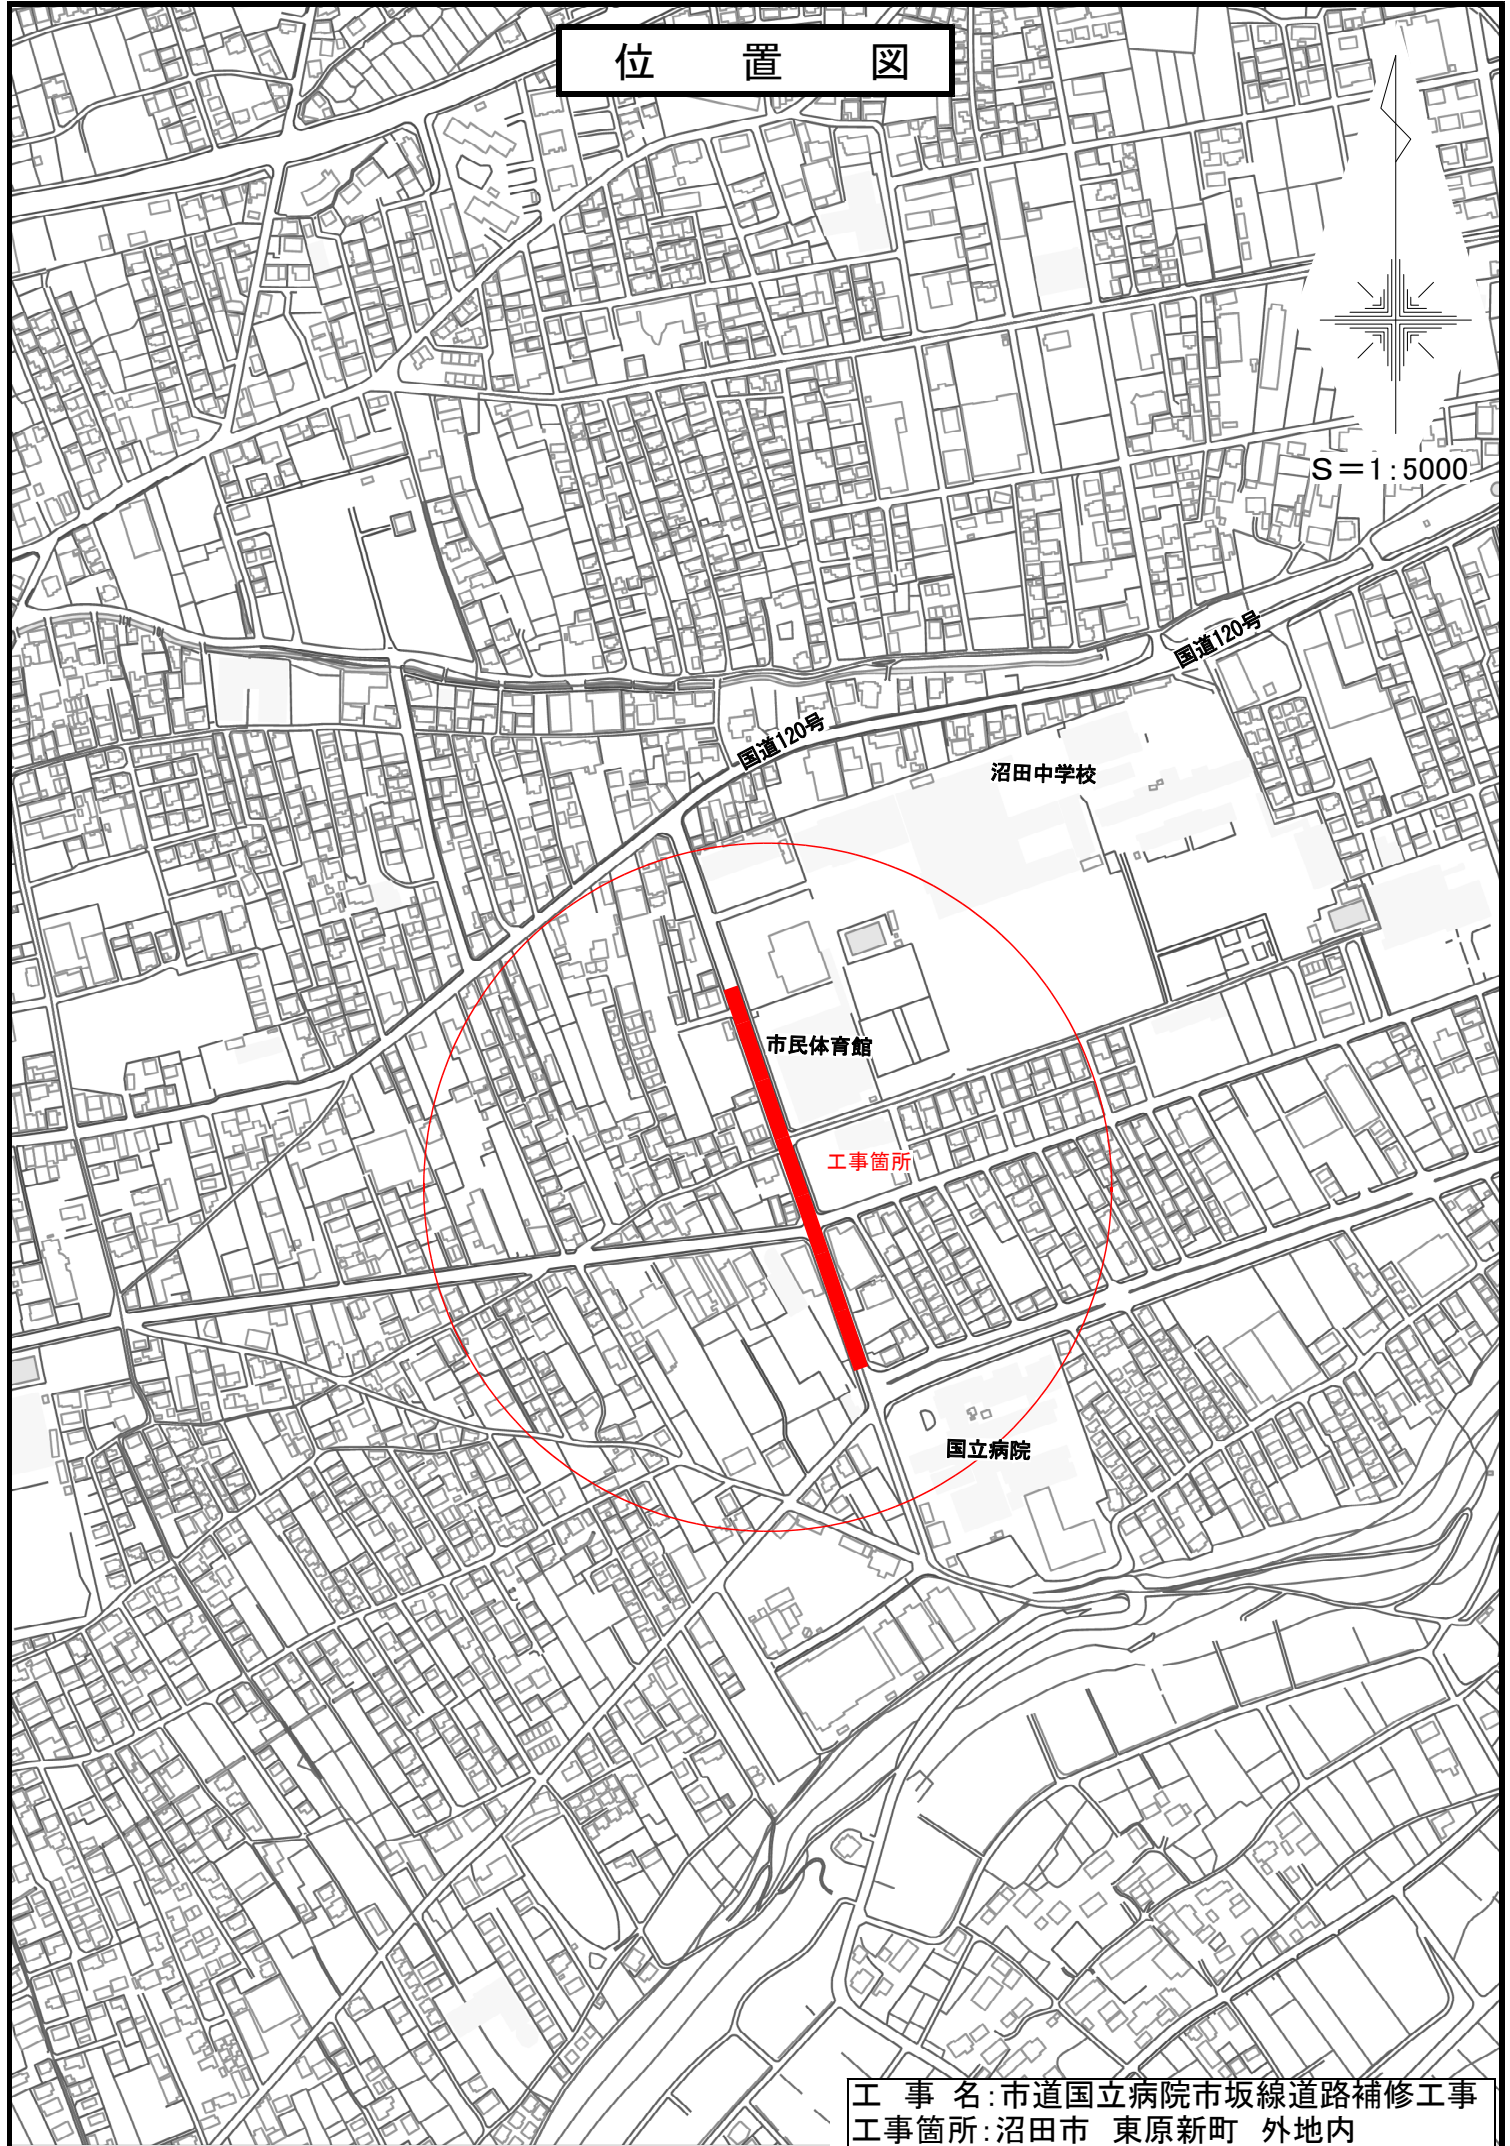 位 置 図
S=1:5000
国道120号
国道120号
沼田中学校
市民体育館
工事箇所
国立病院
工 事 名:市道国立病院市坂線道路補修工事
工事箇所:沼田市 東原新町 外地内